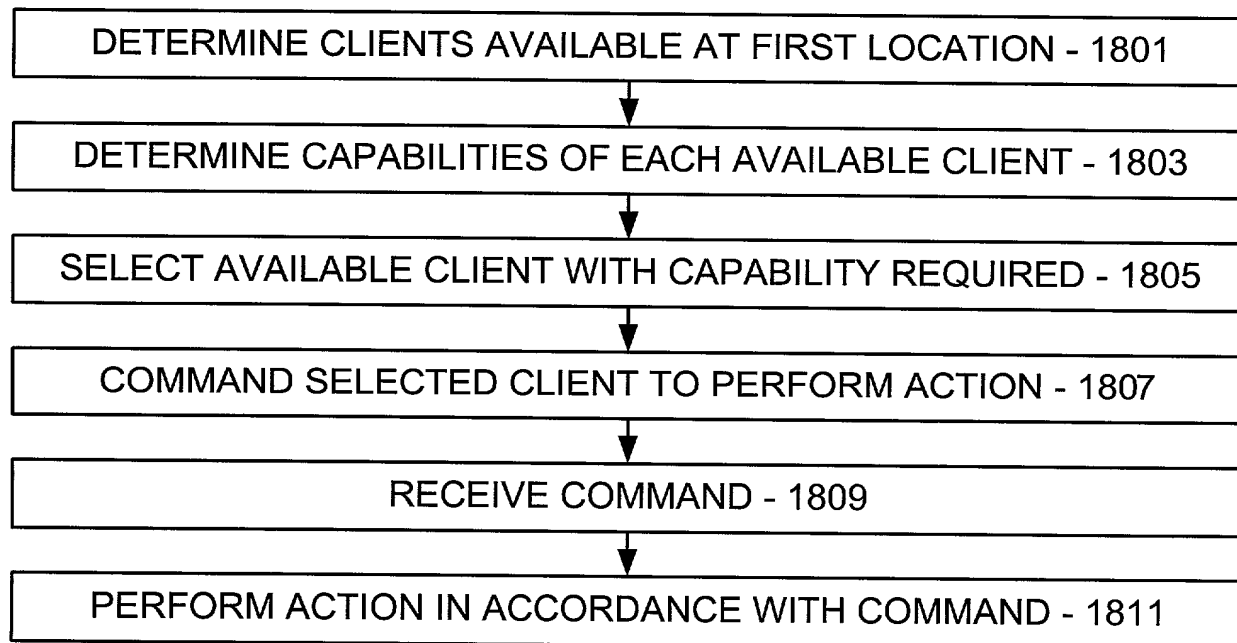 DETERMINE CLIENTS AVAILABLE AT FIRST LOCATION - 1801
DETERMINE CAPABILITIES OF EACH AVAILABLE CLIENT - 1803
SELECT AVAILABLE CLIENT WITH CAPABILITY REQUIRED - 1805
COMMAND SELECTED CLIENT TO PERFORM ACTION - 1807
RECEIVE COMMAND - 1809
PERFORM ACTION IN ACCORDANCE WITH COMMAND - 1811